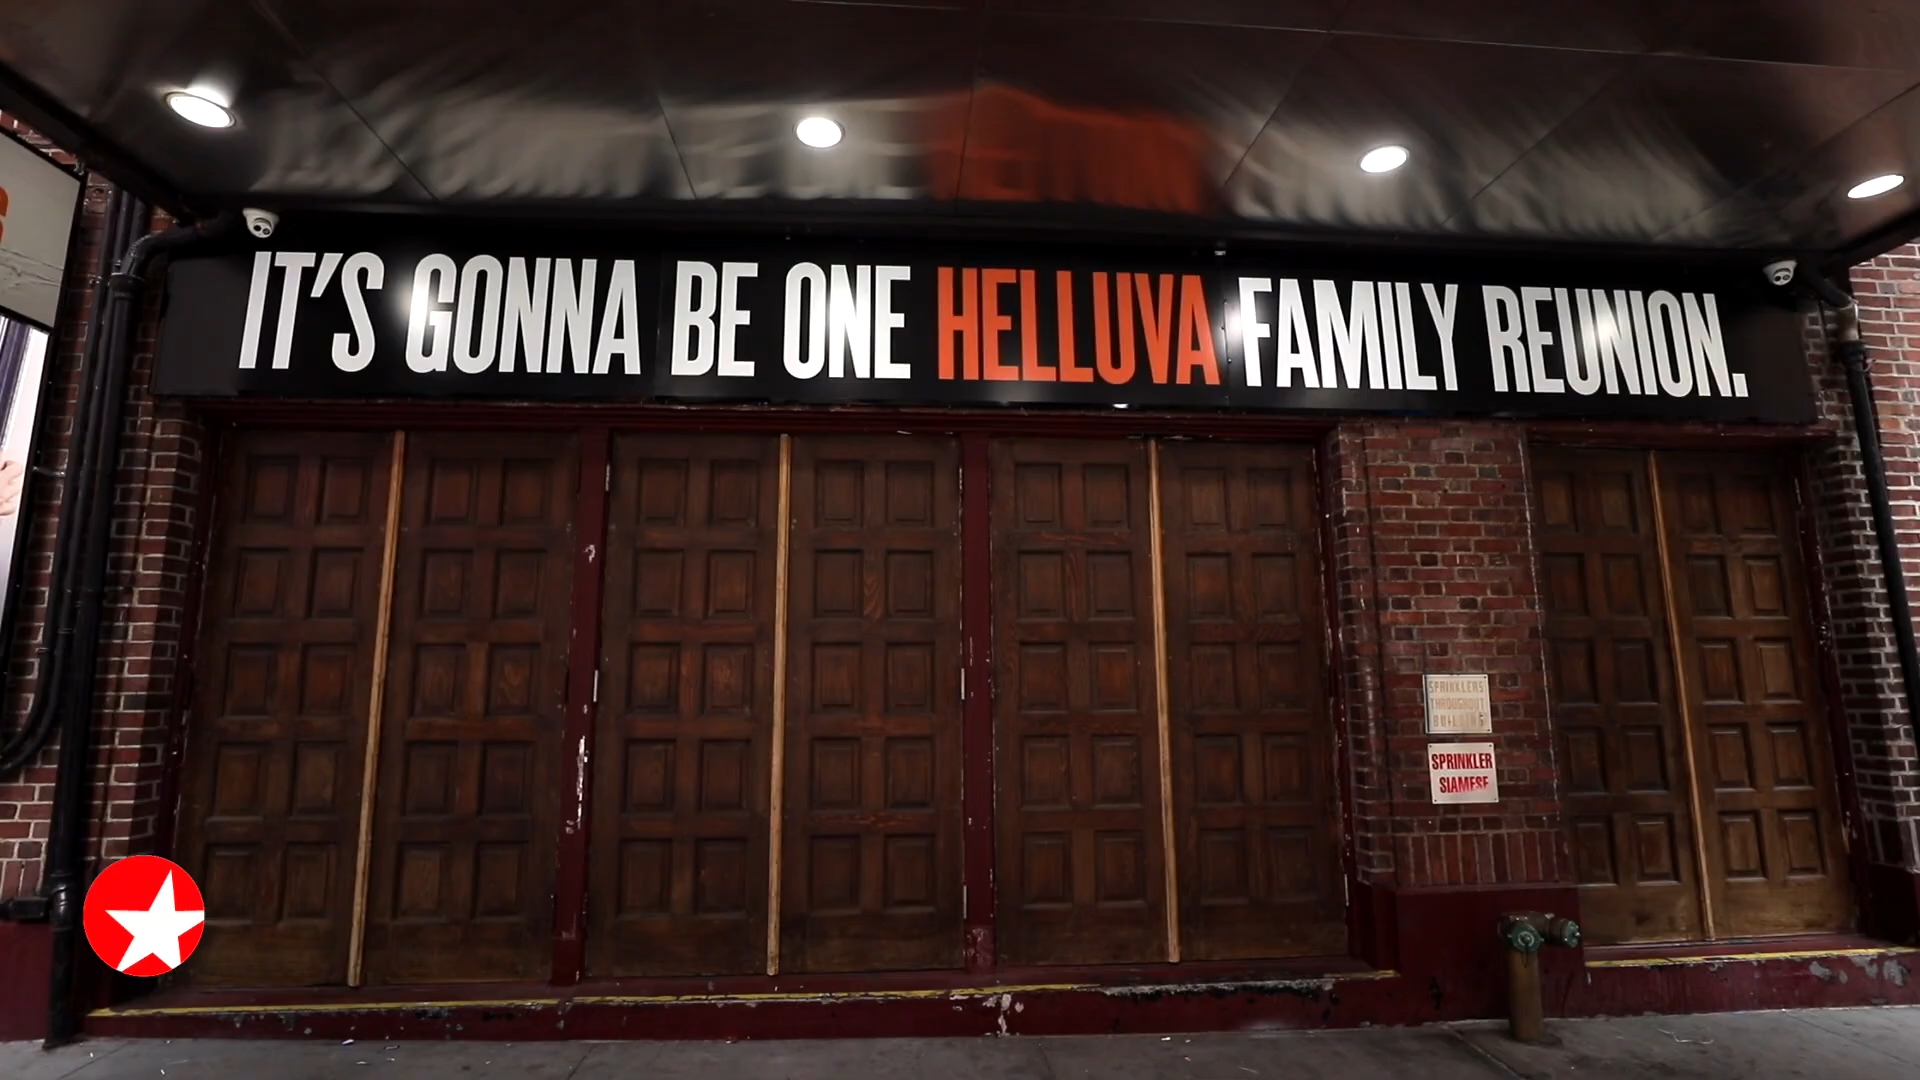 IT'S GONNA BE ONE HELLUVA FAMILY REUNION.
SPRINKLERS
THROUGHOUT
BUILDING
SPRINKLER
SIAMESE